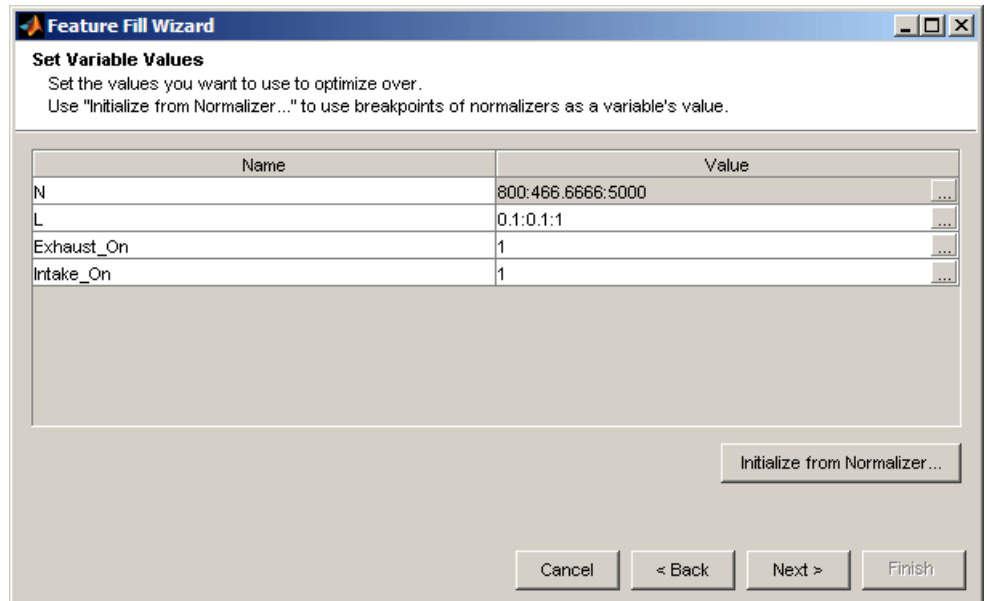 Feature Fill Wizard
Set Variable Values
Set the values you want to use to optimize over.
Use "Initialize from Normalizer..." to use breakpoints of normalizers as a variable's value.
Name Value
N 800:466.6666:5000 ...
L 0.1:0.1:1 ...
Exhaust_On 1 ...
Intake_On 1 ...
Initialize from Normalizer...
Cancel < Back Next > Finish